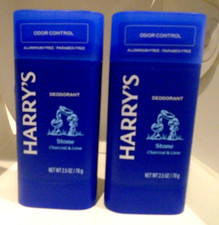 ODOR CONTROL
ALUMINUM FREE · PARABEN FREE
HARRY'S
DEODORANT
Stone
Charcoal & Lime
NET WT 2.5 OZ / 70 g
ODOR CONTROL
ALUMINUM FREE · PARABEN FREE
HARRY'S
DEODORANT
Stone
Charcoal & Lime
NET WT 2.5 OZ / 70 g